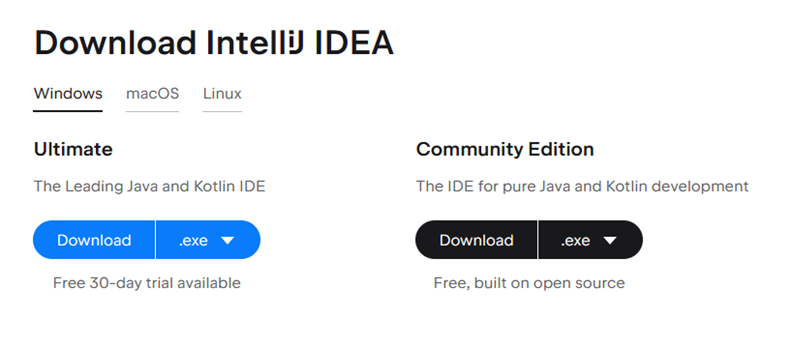 Download IntelliJ IDEA
Windows macOS Linux
Ultimate
The Leading Java and Kotlin IDE
Download .exe
Free 30-day trial available
Community Edition
The IDE for pure Java and Kotlin development
Download .exe
Free, built on open source